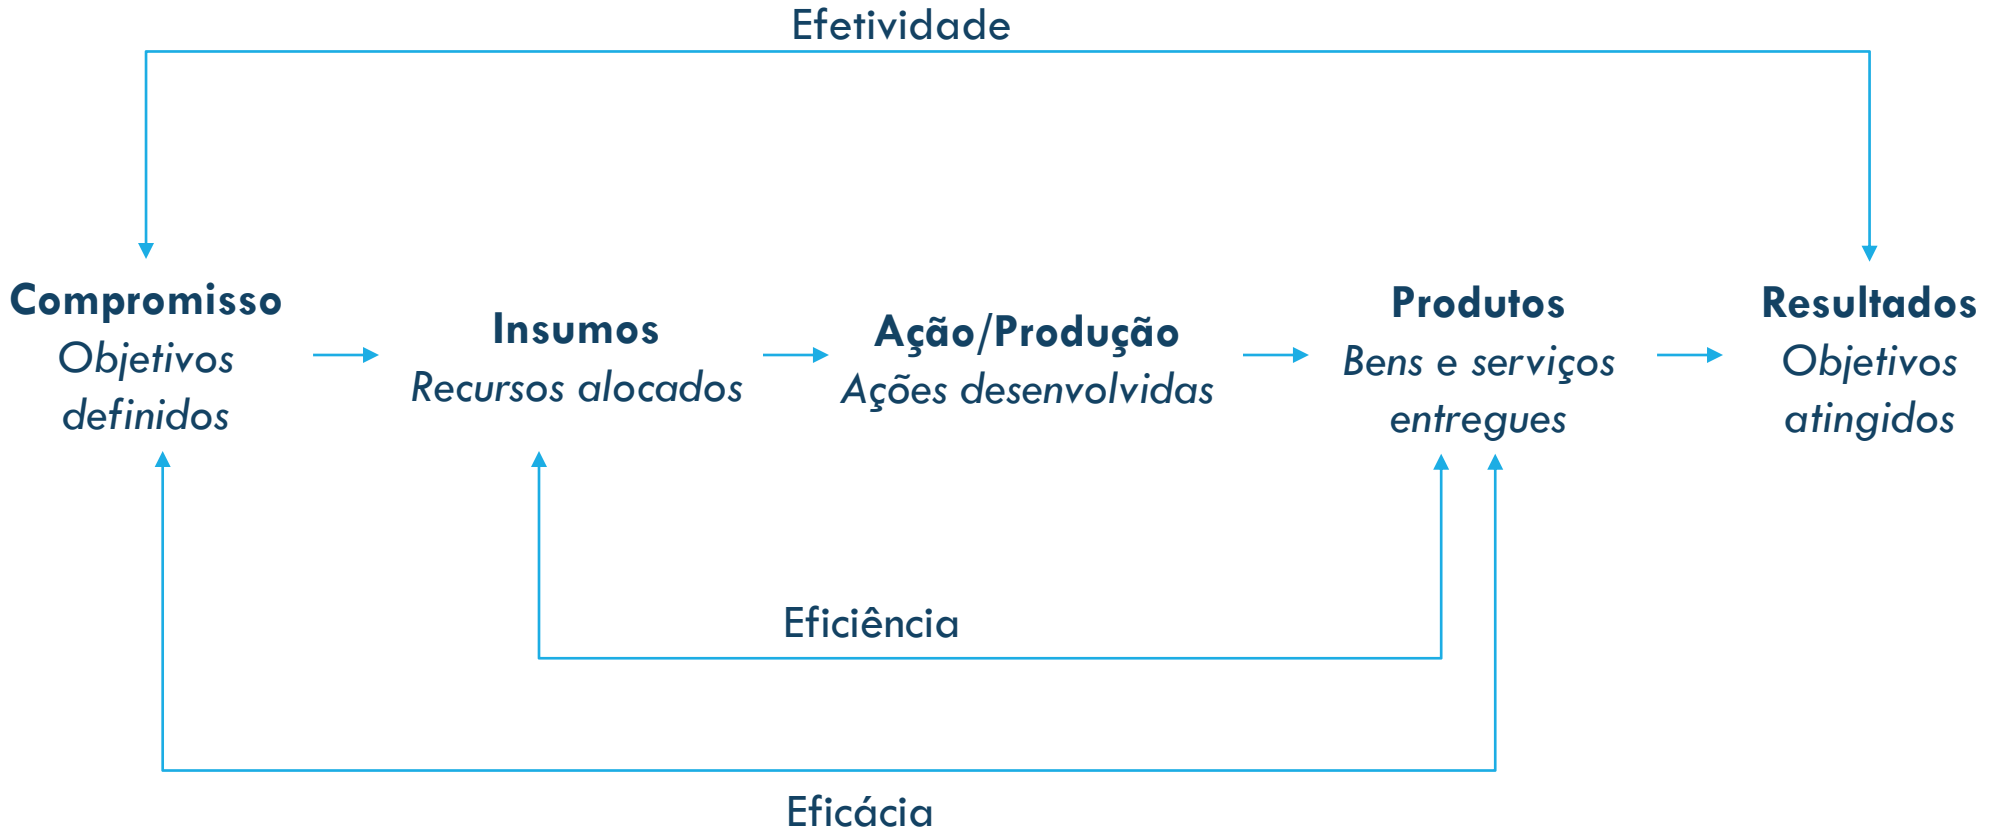 Efetividade
Compromisso
Objetivos
definidos
Insumos
Recursos alocados
Ação/Produção
Ações desenvolvidas
Produtos
Bens e serviços
entregues
Resultados
Objetivos
atingidos
Eficiência
Eficácia